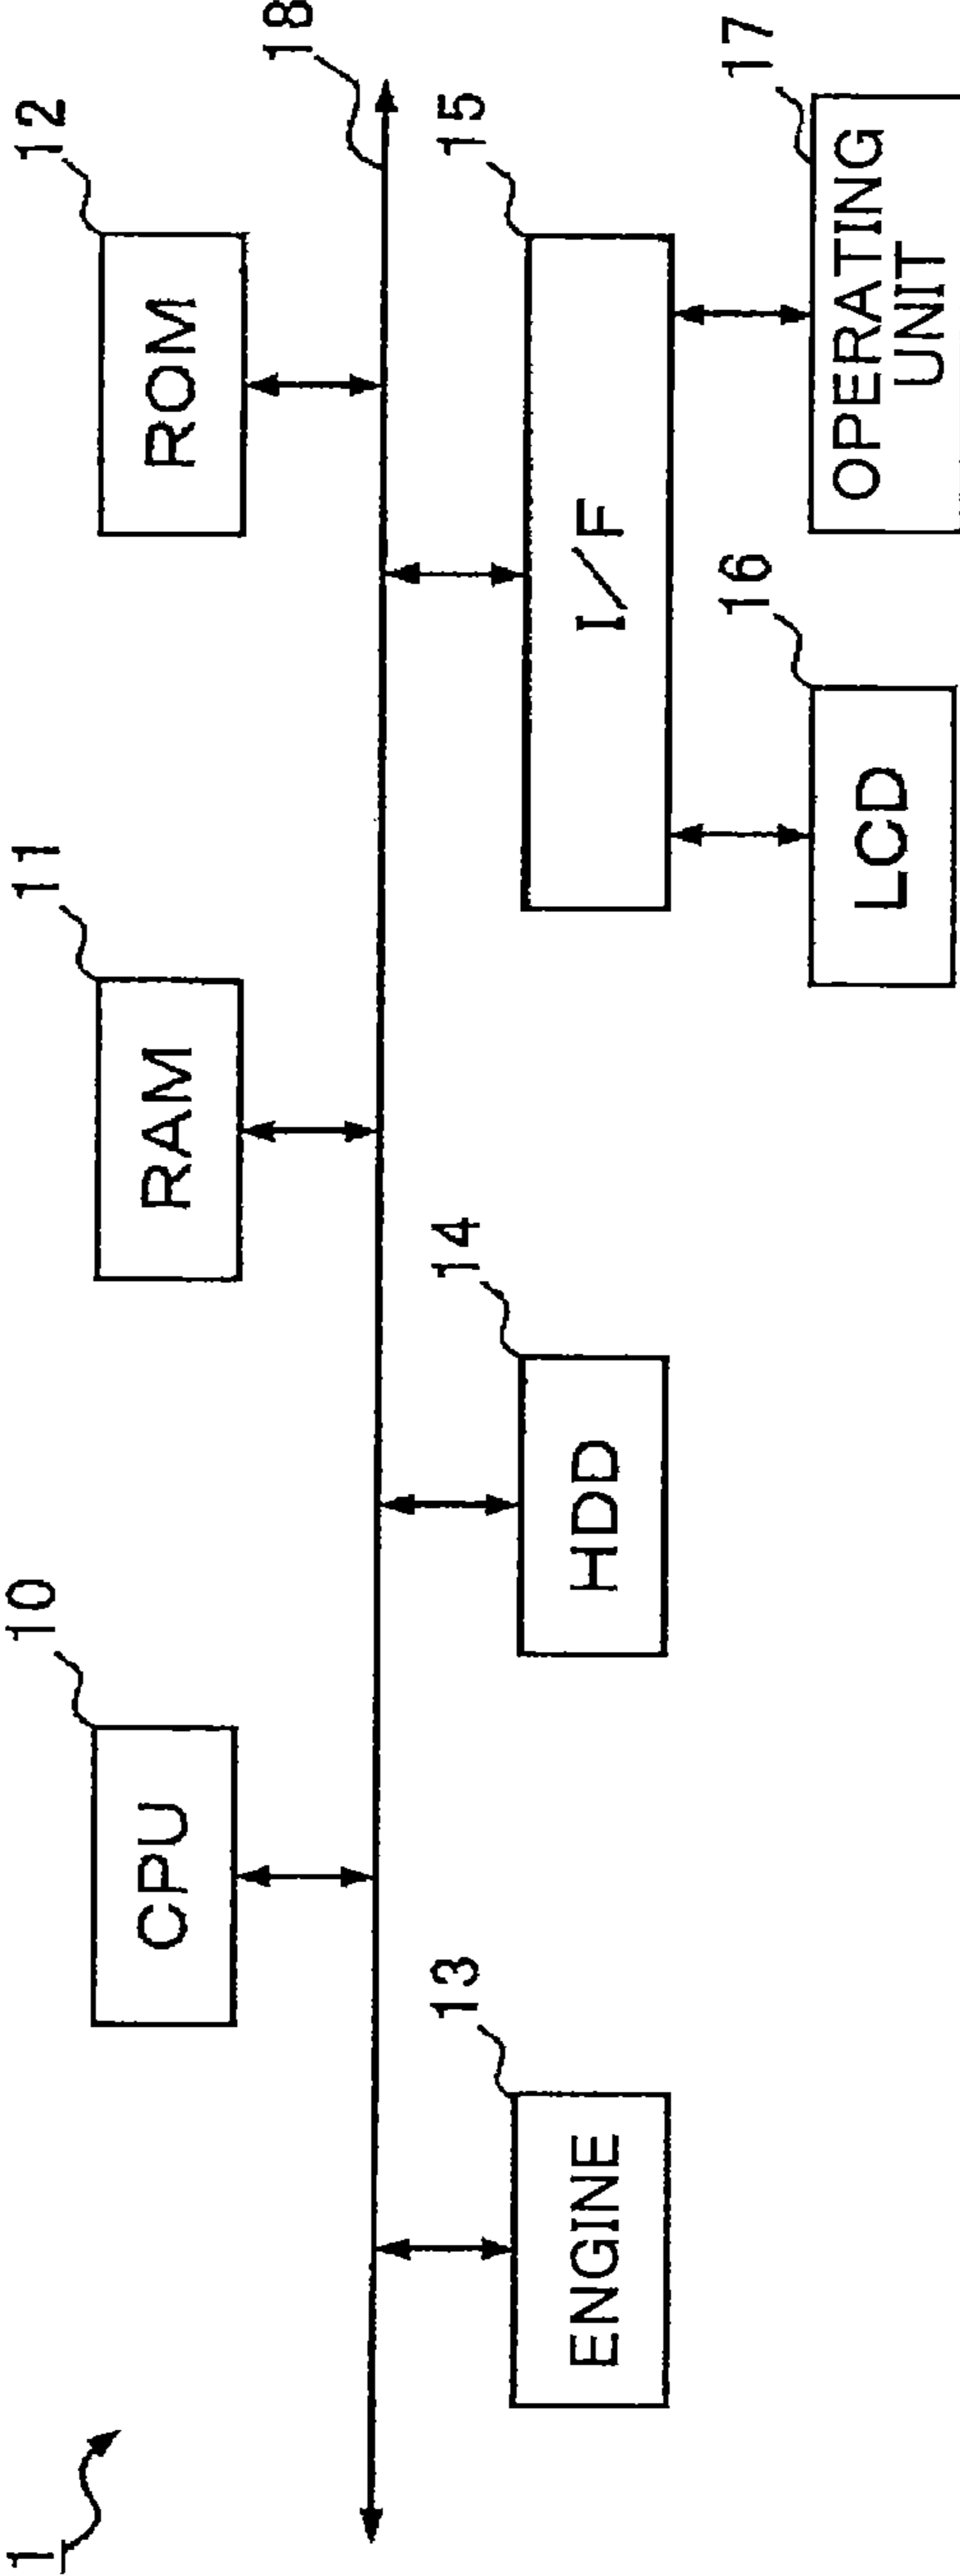 1
10
CPU
11
RAM
12
ROM
18
13
ENGINE
14
HDD
15
I/F
16
LCD
17
OPERATING
UNIT